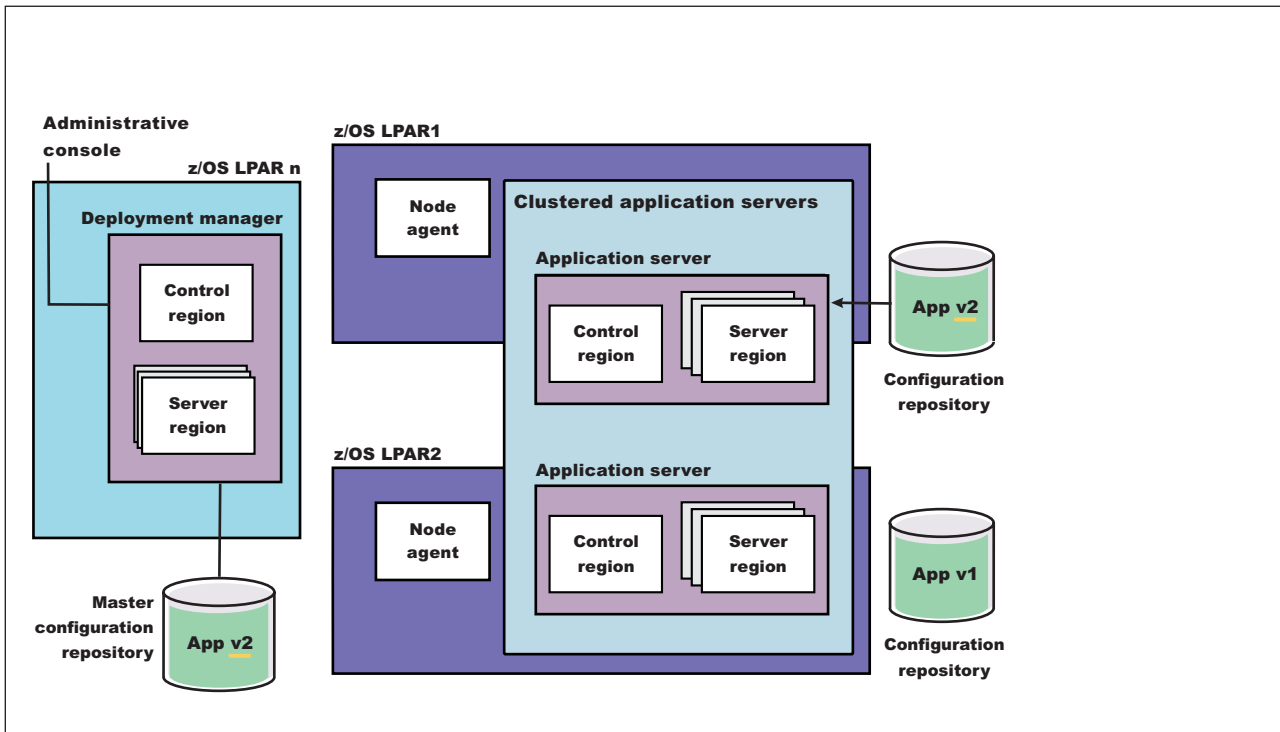 Administrative
console
z/OS LPAR n
Deployment manager
Control
region
Server
region
Master
configuration
repository
App v2
z/OS LPAR1
Node
agent
Clustered application servers
Application server
Control
region
Server
region
App v2
Configuration
repository
z/OS LPAR2
Node
agent
Application server
Control
region
Server
region
App v1
Configuration
repository